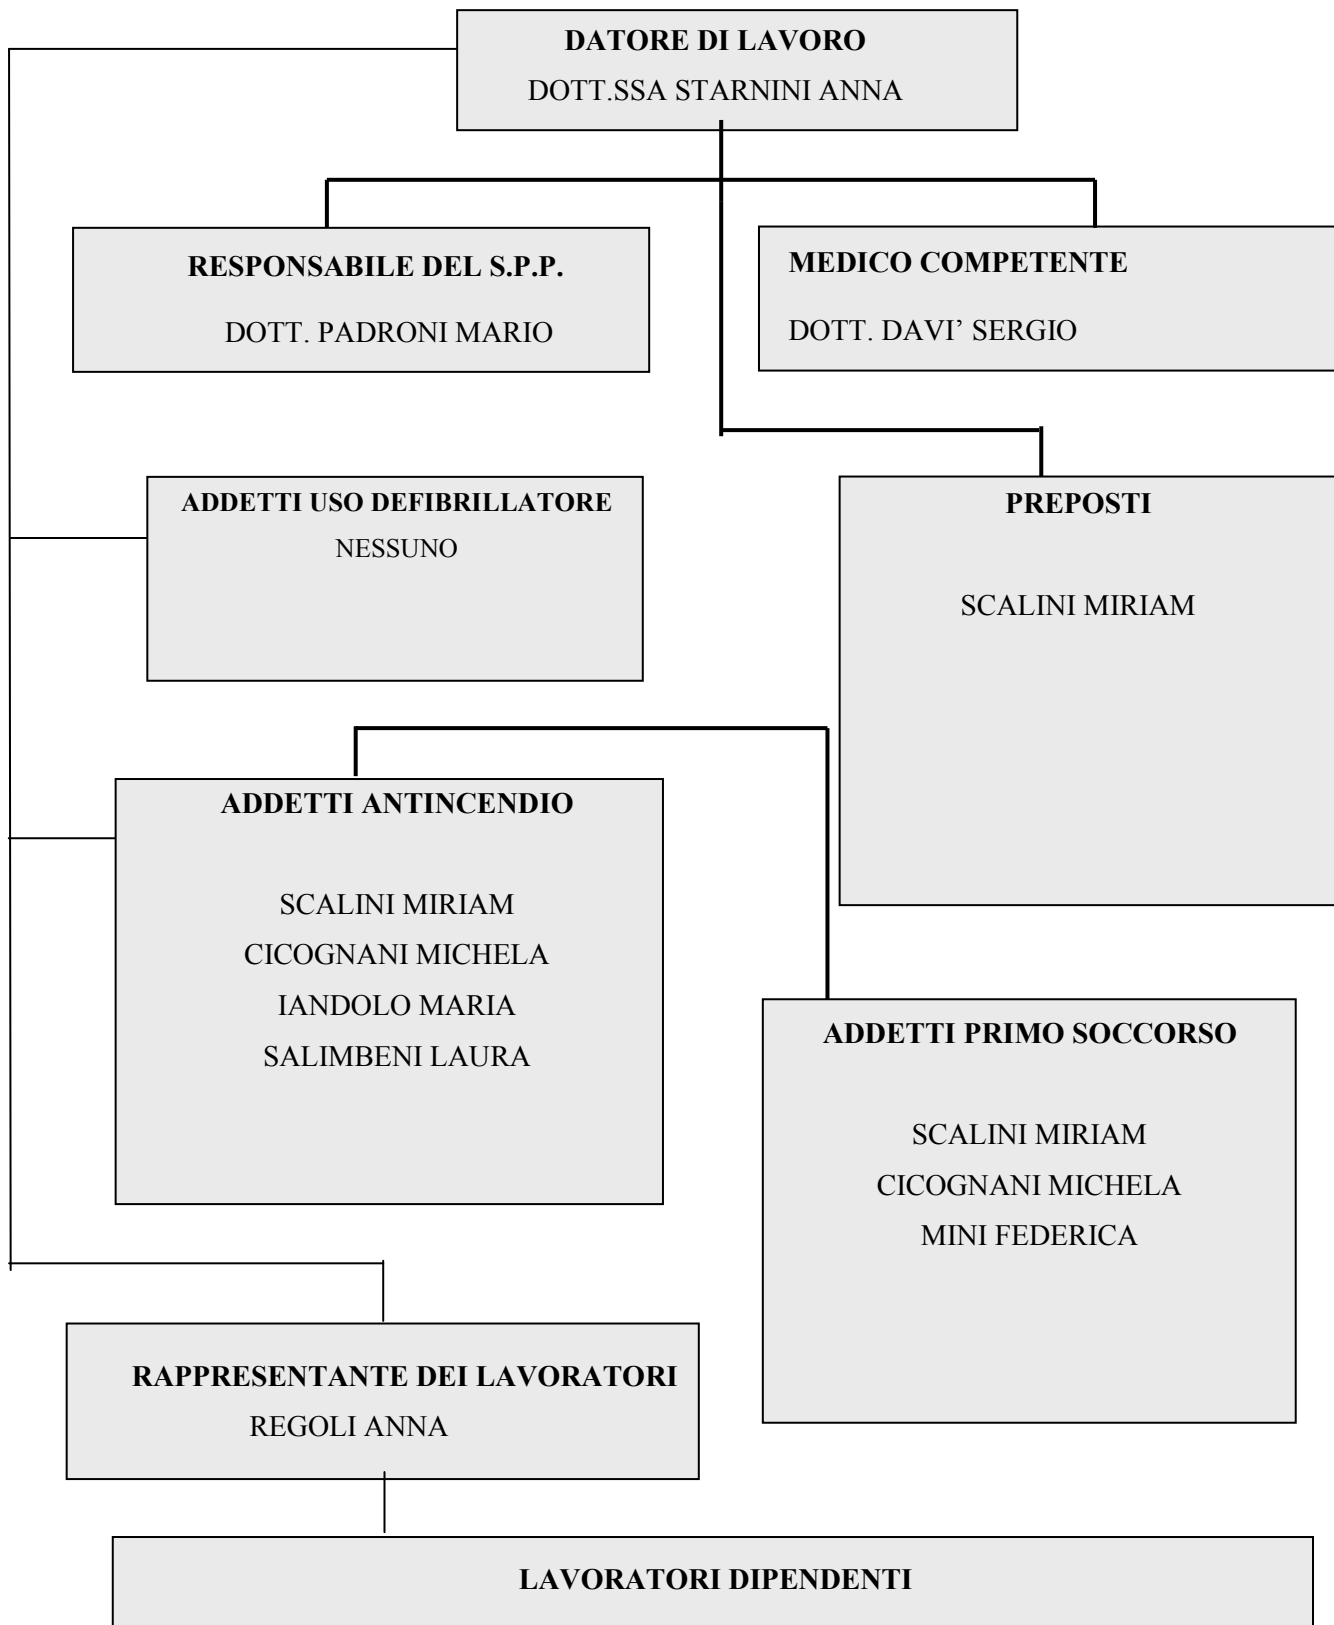 DATORE DI LAVORO
DOTT.SSA STARNINI ANNA
RESPONSABILE DEL S.P.P.
DOTT. PADRONI MARIO
MEDICO COMPETENTE
DOTT. DAVI’ SERGIO
ADDETTI USO DEFIBRILLATORE
NESSUNO
PREPOSTI
SCALINI MIRIAM
ADDETTI ANTINCENDIO
SCALINI MIRIAM
CICOGNANI MICHELA
IANDOLO MARIA
SALIMBENI LAURA
ADDETTI PRIMO SOCCORSO
SCALINI MIRIAM
CICOGNANI MICHELA
MINI FEDERICA
RAPPRESENTANTE DEI LAVORATORI
REGOLI ANNA
LAVORATORI DIPENDENTI